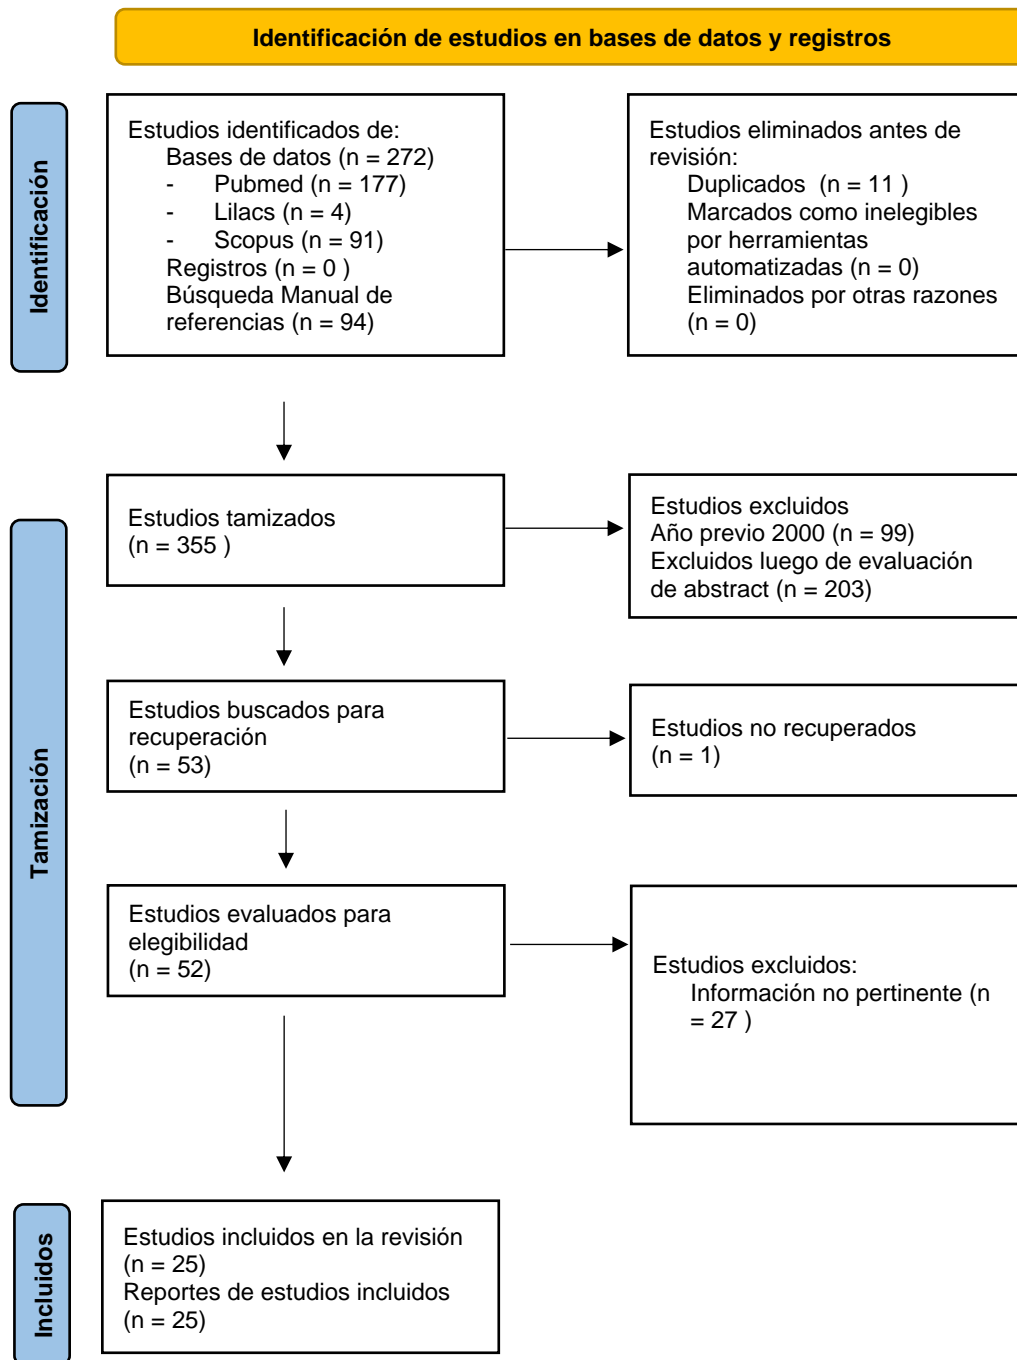 Identificación de estudios en bases de datos y registros
Identificación
Estudios identificados de:
Bases de datos (n = 272)
- Pubmed (n = 177)
- Lilacs (n = 4)
- Scopus (n = 91)
Registros (n = 0 )
Búsqueda Manual de
referencias (n = 94)
Estudios eliminados antes de
revisión:
Duplicados (n = 11 )
Marcados como inelegibles
por herramientas
automatizadas (n = 0)
Eliminados por otras razones
(n = 0)
Tamización
Estudios tamizados
(n = 355 )
Estudios excluidos
Año previo 2000 (n = 99)
Excluidos luego de evaluación
de abstract (n = 203)
Estudios buscados para
recuperación
(n = 53)
Estudios no recuperados
(n = 1)
Estudios evaluados para
elegibilidad
(n = 52)
Estudios excluidos:
Información no pertinente (n
= 27 )
Incluidos
Estudios incluidos en la revisión
(n = 25)
Reportes de estudios incluidos
(n = 25)